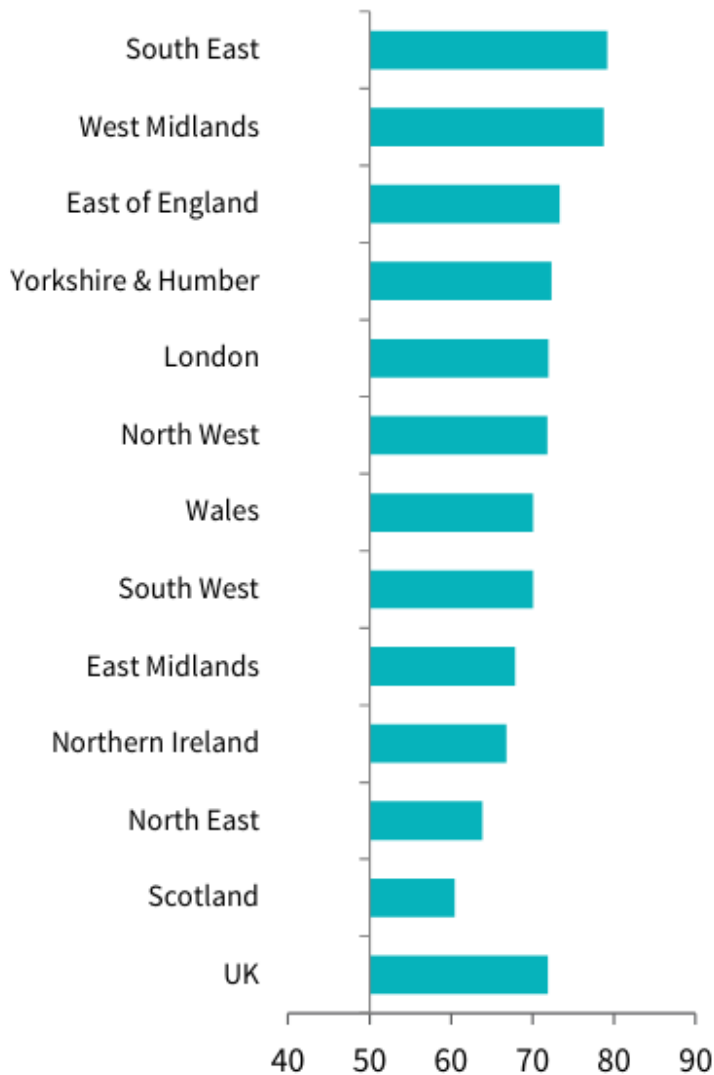 South East
West Midlands
East of England
Yorkshire & Humber
London
North West
Wales
South West
East Midlands
Northern Ireland
North East
Scotland
UK
40 50 60 70 80 90